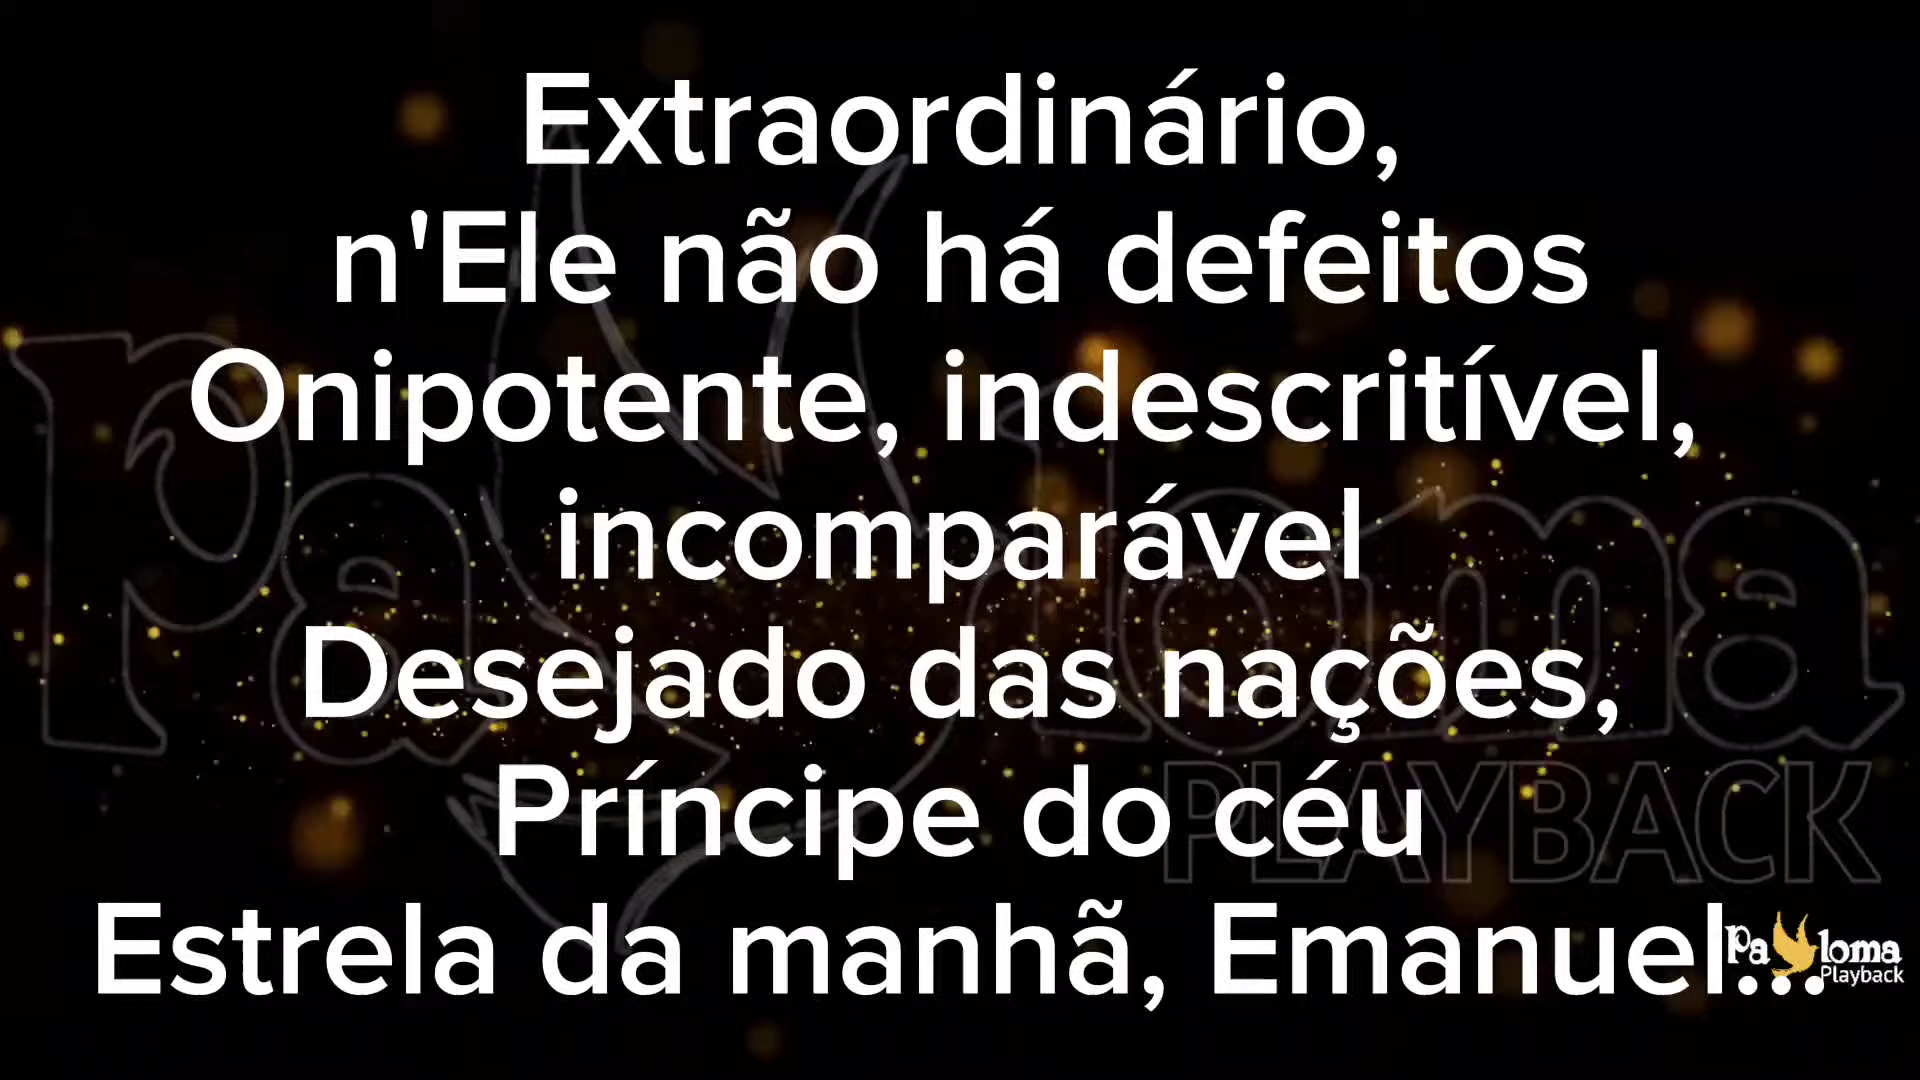 Extraordinário,
n'Ele não há defeitos
Onipotente, indescritível,
incomparável
Desejado das nações,
Príncipe do céu
Estrela da manhã, Emanuel...
Paloma
Playback
Paloma
PLAYBACK